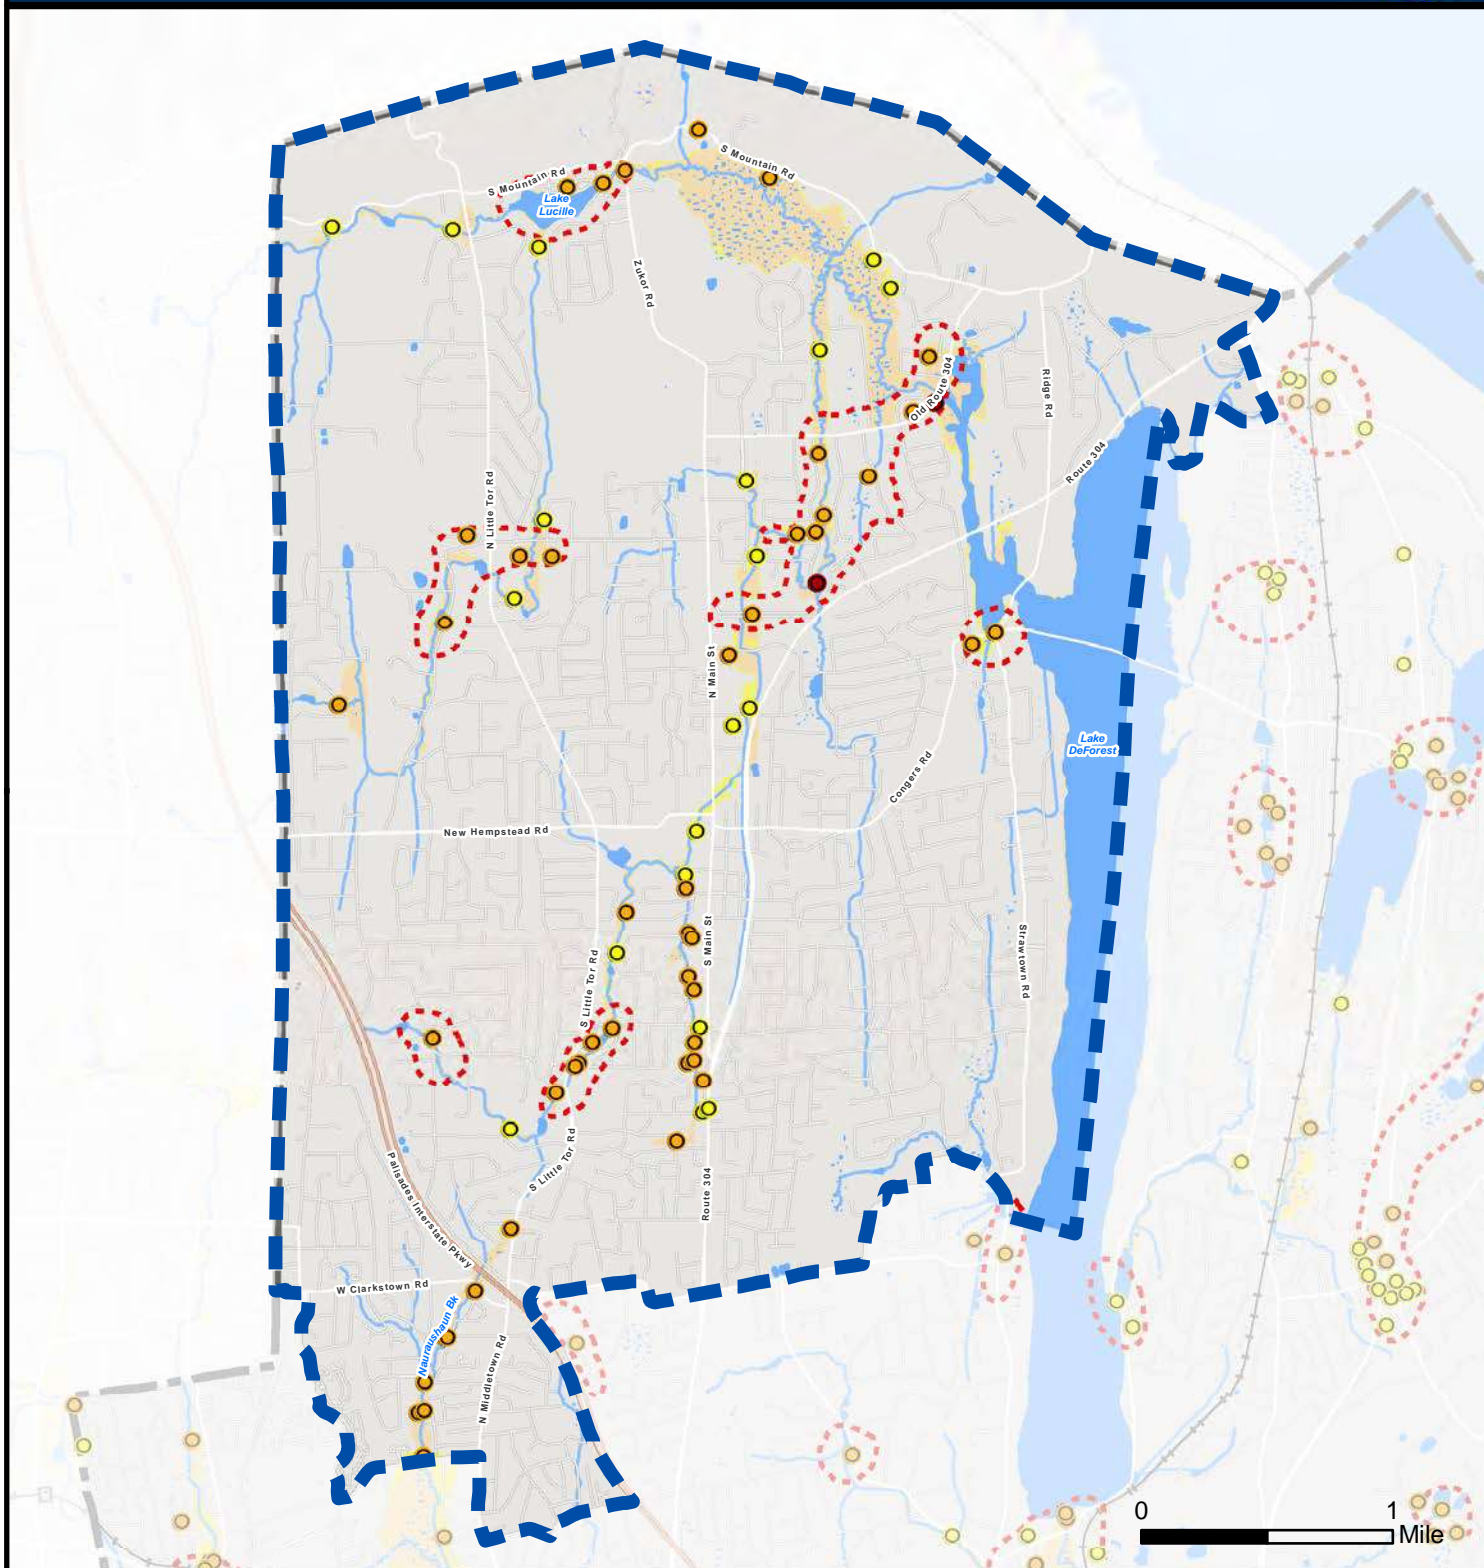 S Mountain Rd
S Mountain Rd
Lake
Lucille
Zukor Rd
Old Route 304
Ridge Rd
Route 304
N Little Tor Rd
N Main St
Lake
DeForest
Congers Rd
New Hempstead Rd
S Main St
Strawtown Rd
S Little Tor Rd
S Little Tor Rd
Route 304
Palisades Interstate Pkwy
W Clarkstown Rd
Nauraushaun Bk
N Middletown Rd
0
1
Mile